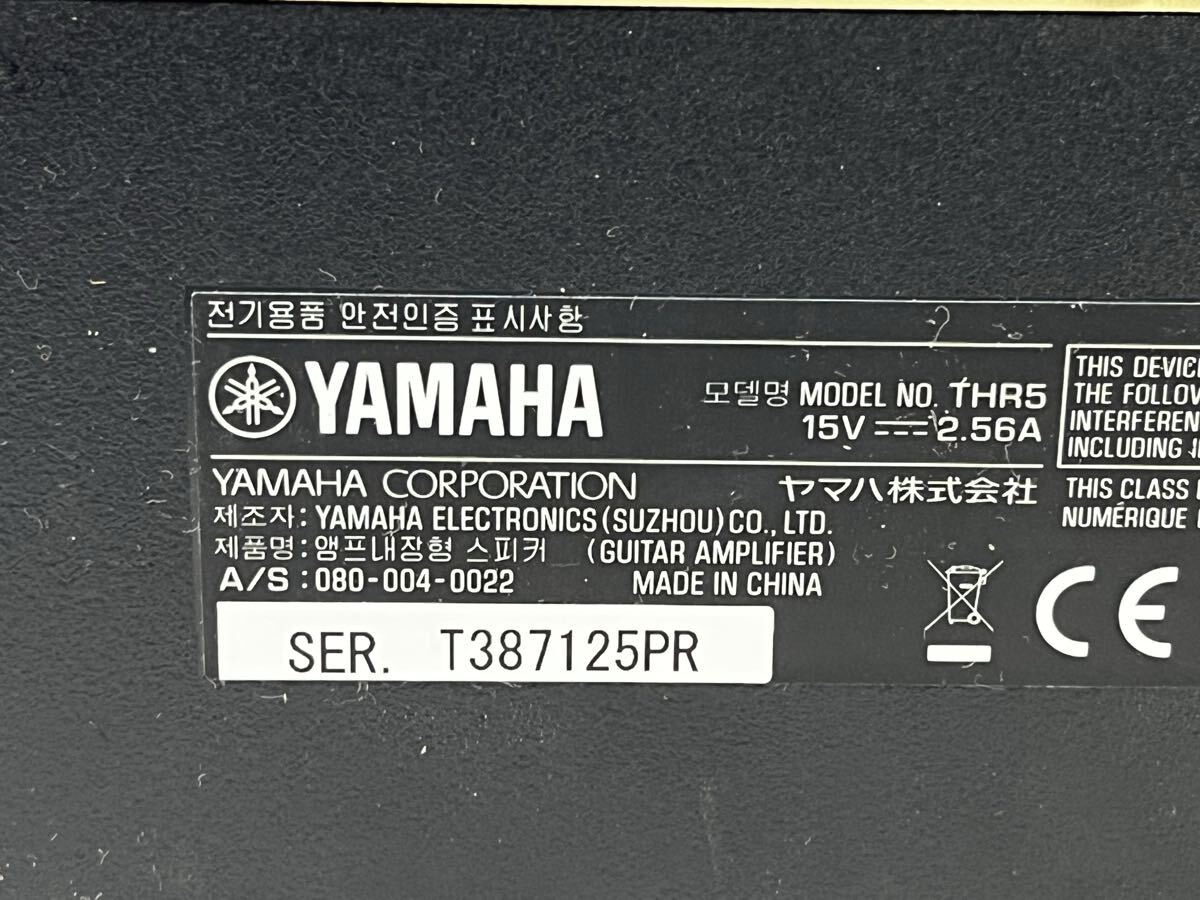 전기용품 안전인증 표시사항
YAMAHA
모델명 MODEL NO. THR5
15V 2.56A
YAMAHA CORPORATION ヤマハ株式会社
제조자: YAMAHA ELECTRONICS (SUZHOU) CO., LTD.
제품명: 앰프내장형 스피커 (GUITAR AMPLIFIER)
A/S : 080-004-0022 MADE IN CHINA
SER. T387125PR
THIS DEVIC
THE FOLLOW
INTERFEREN
INCLUDING
THIS CLASS
NUMÉRIQUE
CE